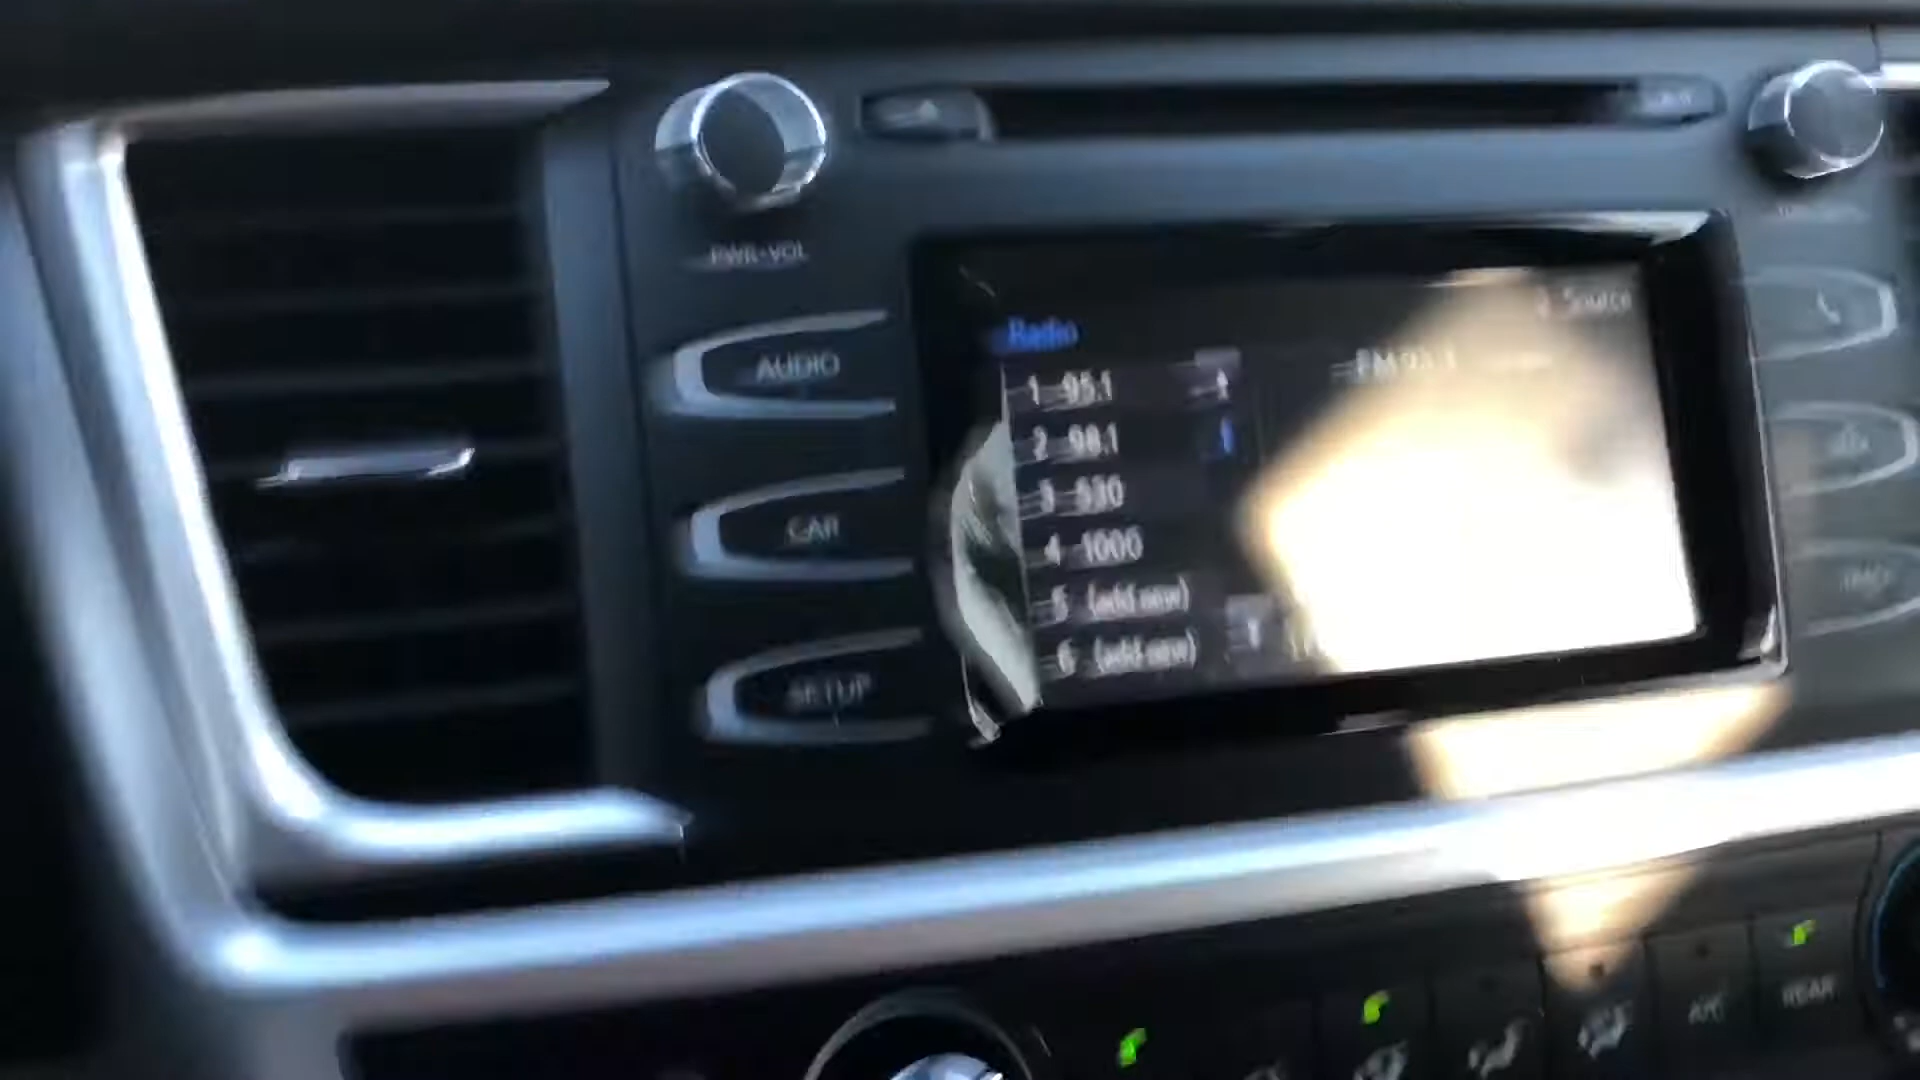 PWR•VOL
AUDIO
CAR
SETUP
Source
Radio
1 95.1
2 98.1
3 530
4 1000
5 (add new)
6 (add new)
A/C
REAR